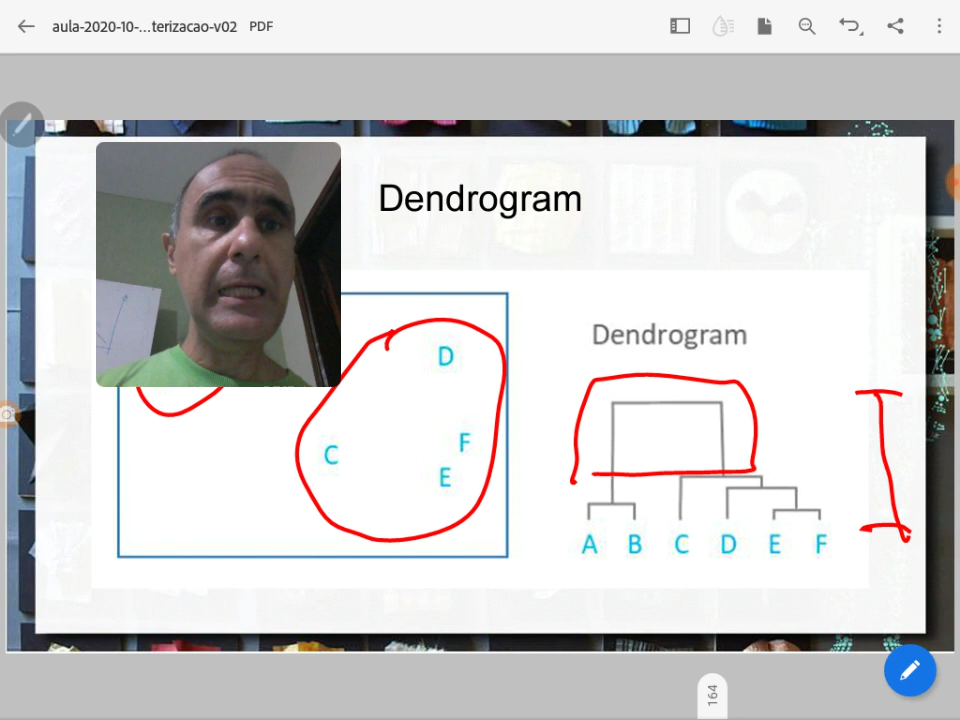 aula-2020-10-...terizacao-v02 PDF
Dendrogram
D
C
F
E
Dendrogram
A B C D E F
164